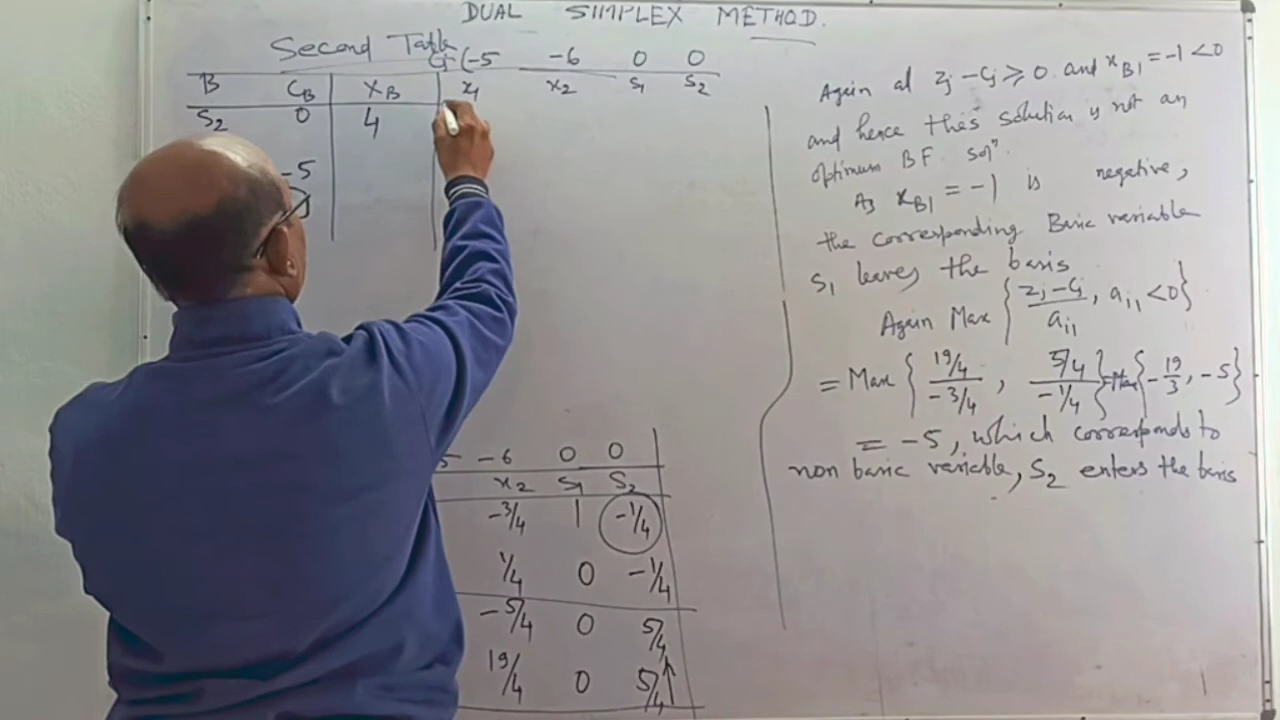 DUAL SIMPLEX METHOD.
Second Table
Cj (-5 -6 0 0
B CB XB x1 x2 S1 S2
S2 0 4
-5
5 -6 0 0
x2 S1 S2
-3/4 1 -1/4
1/4 0 -1/4
-5/4 0 5/4
19/4 0 5/4
Again al zj - cj ⩾ 0 and xB1 = -1 < 0
and hence this solution is not an
optimum BF Solⁿ.
As xB1 = -1 is negative,
the corresponding Basic variable
S1 leaves the basis
Again Max { zj - cj / ai1 , ai1 < 0 }
= Max { 19/4 / -3/4 , 5/4 / -1/4 } = Max { -19/3 , -5 }
= -5, which corresponds to
non basic variable, S2 enters the basis